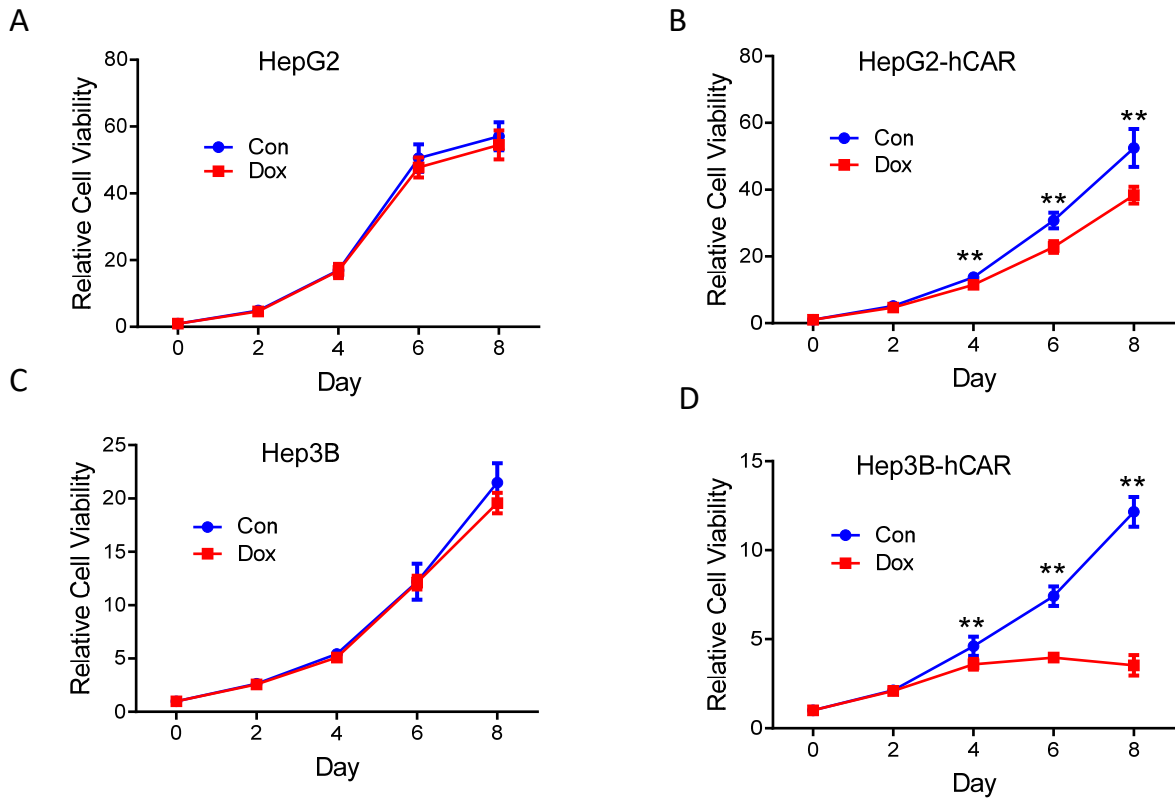 A
HepG2
Relative Cell Viability
80
60
40
20
0
Con
Dox
0 2 4 6 8
Day
B
HepG2-hCAR
Relative Cell Viability
80
60
40
20
0
Con
Dox
** ** **
0 2 4 6 8
Day
C
Hep3B
Relative Cell Viability
25
20
15
10
5
0
Con
Dox
0 2 4 6 8
Day
D
Hep3B-hCAR
Relative Cell Viability
15
10
5
0
Con
Dox
** ** **
0 2 4 6 8
Day